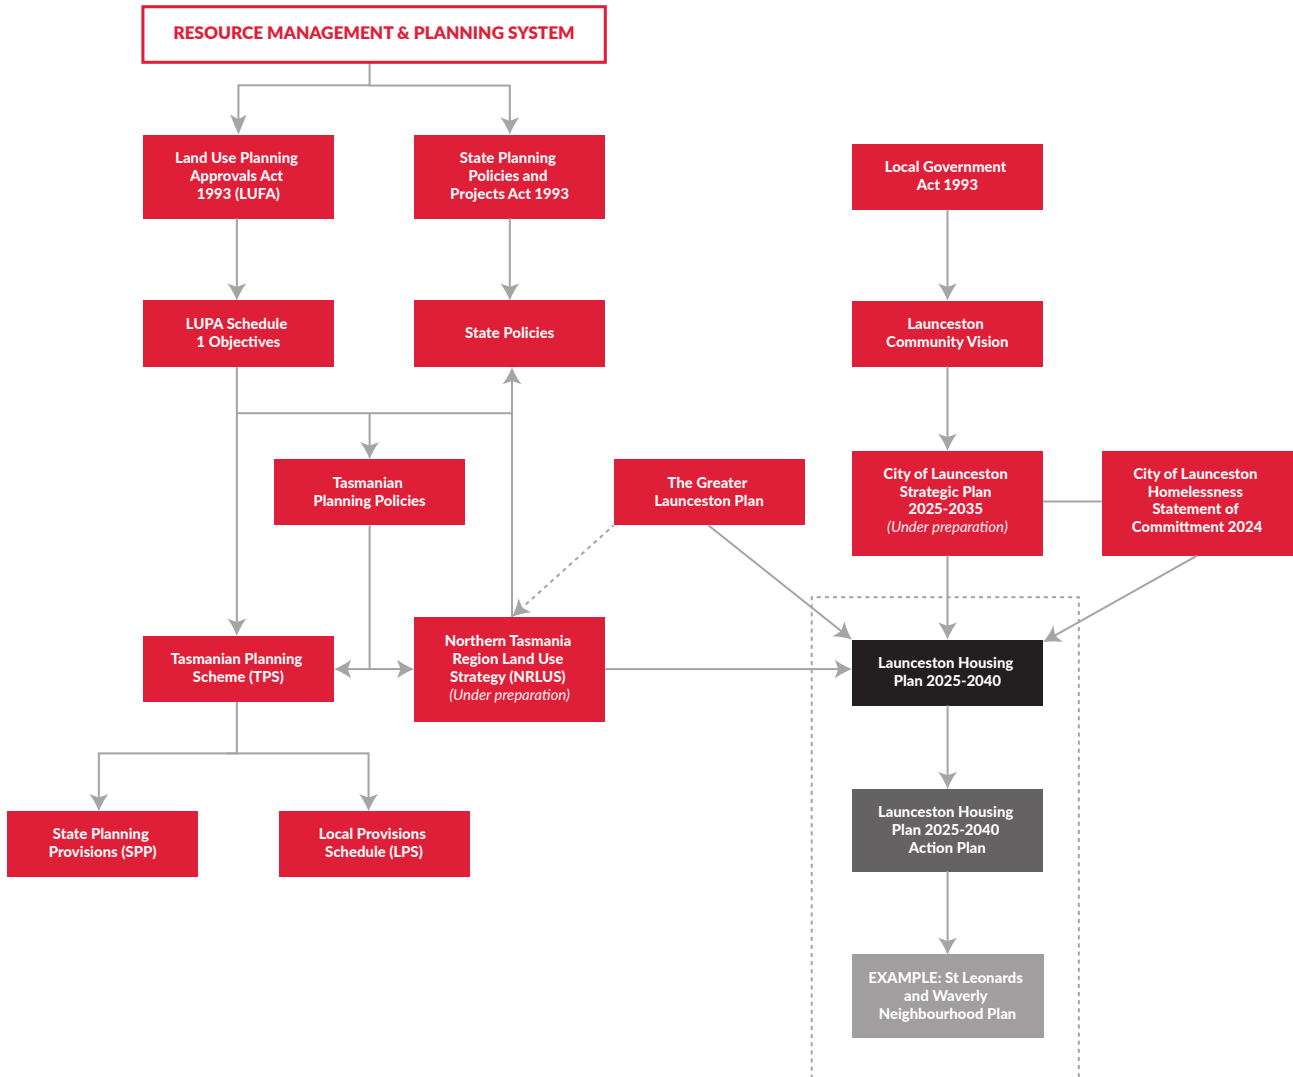 RESOURCE MANAGEMENT & PLANNING SYSTEM
Land Use Planning
Approvals Act
1993 (LUFA)
State Planning
Policies and
Projects Act 1993
Local Government
Act 1993
LUPA Schedule
1 Objectives
State Policies
Launceston
Community Vision
Tasmanian
Planning Policies
The Greater
Launceston Plan
City of Launceston
Strategic Plan
2025-2035
(Under preparation)
City of Launceston
Homelessness
Statement of
Committment 2024
Tasmanian Planning
Scheme (TPS)
Northern Tasmania
Region Land Use
Strategy (NRLUS)
(Under preparation)
Launceston Housing
Plan 2025-2040
State Planning
Provisions (SPP)
Local Provisions
Schedule (LPS)
Launceston Housing
Plan 2025-2040
Action Plan
EXAMPLE: St Leonards
and Waverly
Neighbourhood Plan